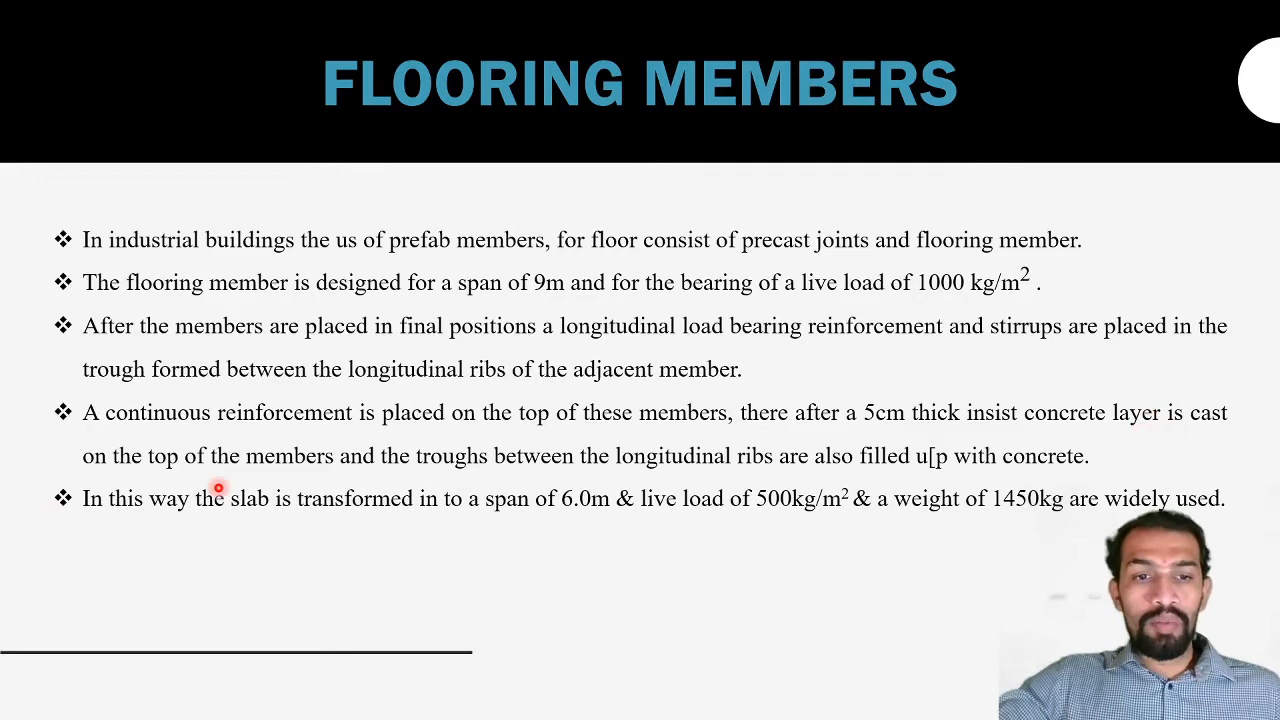 FLOORING MEMBERS
❖ In industrial buildings the us of prefab members, for floor consist of precast joints and flooring member.
❖ The flooring member is designed for a span of 9m and for the bearing of a live load of 1000 kg/m² .
❖ After the members are placed in final positions a longitudinal load bearing reinforcement and stirrups are placed in the
trough formed between the longitudinal ribs of the adjacent member.
❖ A continuous reinforcement is placed on the top of these members, there after a 5cm thick insist concrete layer is cast
on the top of the members and the troughs between the longitudinal ribs are also filled u[p with concrete.
❖ In this way the slab is transformed in to a span of 6.0m & live load of 500kg/m² & a weight of 1450kg are widely used.